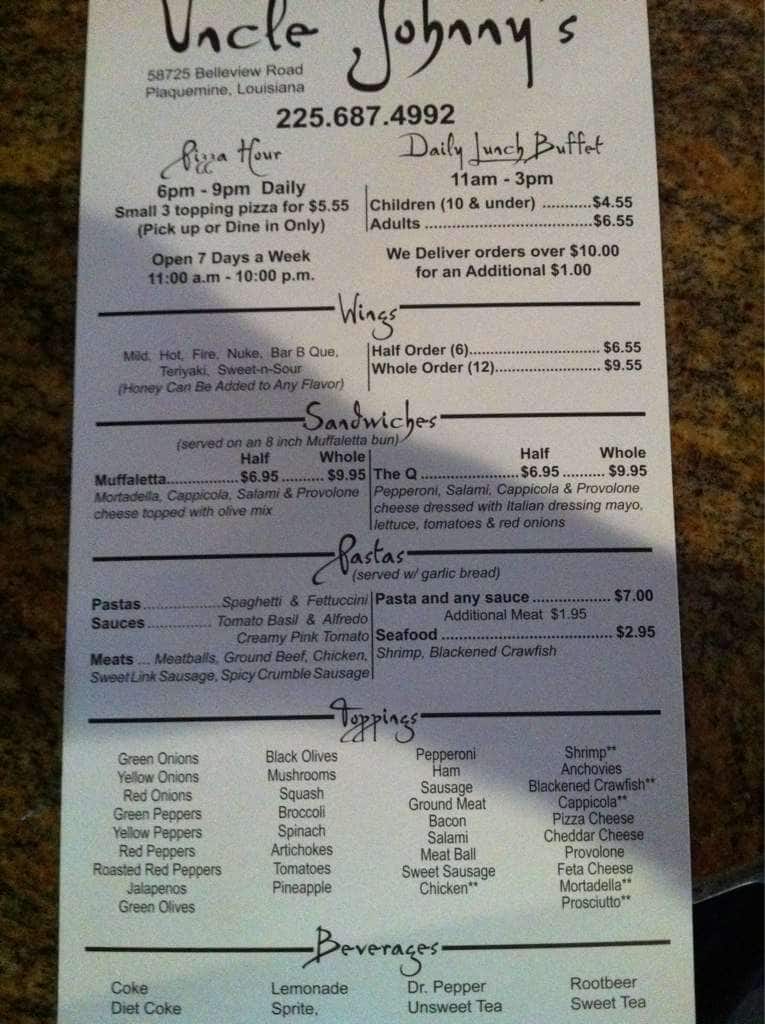 Uncle Johnny's
58725 Belleview Road
Plaquemine, Louisiana
225.687.4992
Pizza Hour
6pm - 9pm Daily
Small 3 topping pizza for $5.55
(Pick up or Dine in Only)
Open 7 Days a Week
11:00 a.m - 10:00 p.m.
Daily Lunch Buffet
11am - 3pm
Children (10 & under) ...........$4.55
Adults .....................................$6.55
We Deliver orders over $10.00
for an Additional $1.00
Wings
Mild, Hot, Fire, Nuke, Bar B Que,
Teriyaki, Sweet-n-Sour
(Honey Can Be Added to Any Flavor)
Half Order (6)............................. $6.55
Whole Order (12)........................ $9.55
Sandwiches
(served on an 8 inch Muffaletta bun)
Half Whole
Muffaletta................$6.95 .......... $9.95
Mortadella, Cappicola, Salami & Provolone
cheese topped with olive mix
Half Whole
The Q .....................$6.95 .......... $9.95
Pepperoni, Salami, Cappicola & Provolone
cheese dressed with Italian dressing mayo,
lettuce, tomatoes & red onions
Pastas
(served w/ garlic bread)
Pastas ..................Spaghetti & Fettuccini
Sauces ............... Tomato Basil & Alfredo
Creamy Pink Tomato
Meats ... Meatballs, Ground Beef, Chicken,
Sweet Link Sausage, Spicy Crumble Sausage
Pasta and any sauce .................. $7.00
Additional Meat $1.95
Seafood ...................................... $2.95
Shrimp, Blackened Crawfish
Toppings
Green Onions
Yellow Onions
Red Onions
Green Peppers
Yellow Peppers
Red Peppers
Roasted Red Peppers
Jalapenos
Green Olives
Black Olives
Mushrooms
Squash
Broccoli
Spinach
Artichokes
Tomatoes
Pineapple
Pepperoni
Ham
Sausage
Ground Meat
Bacon
Salami
Meat Ball
Sweet Sausage
Chicken**
Shrimp**
Anchovies
Blackened Crawfish**
Cappicola**
Pizza Cheese
Cheddar Cheese
Provolone
Feta Cheese
Mortadella**
Prosciutto**
Beverages
Coke
Diet Coke
Lemonade
Sprite,
Dr. Pepper
Unsweet Tea
Rootbeer
Sweet Tea